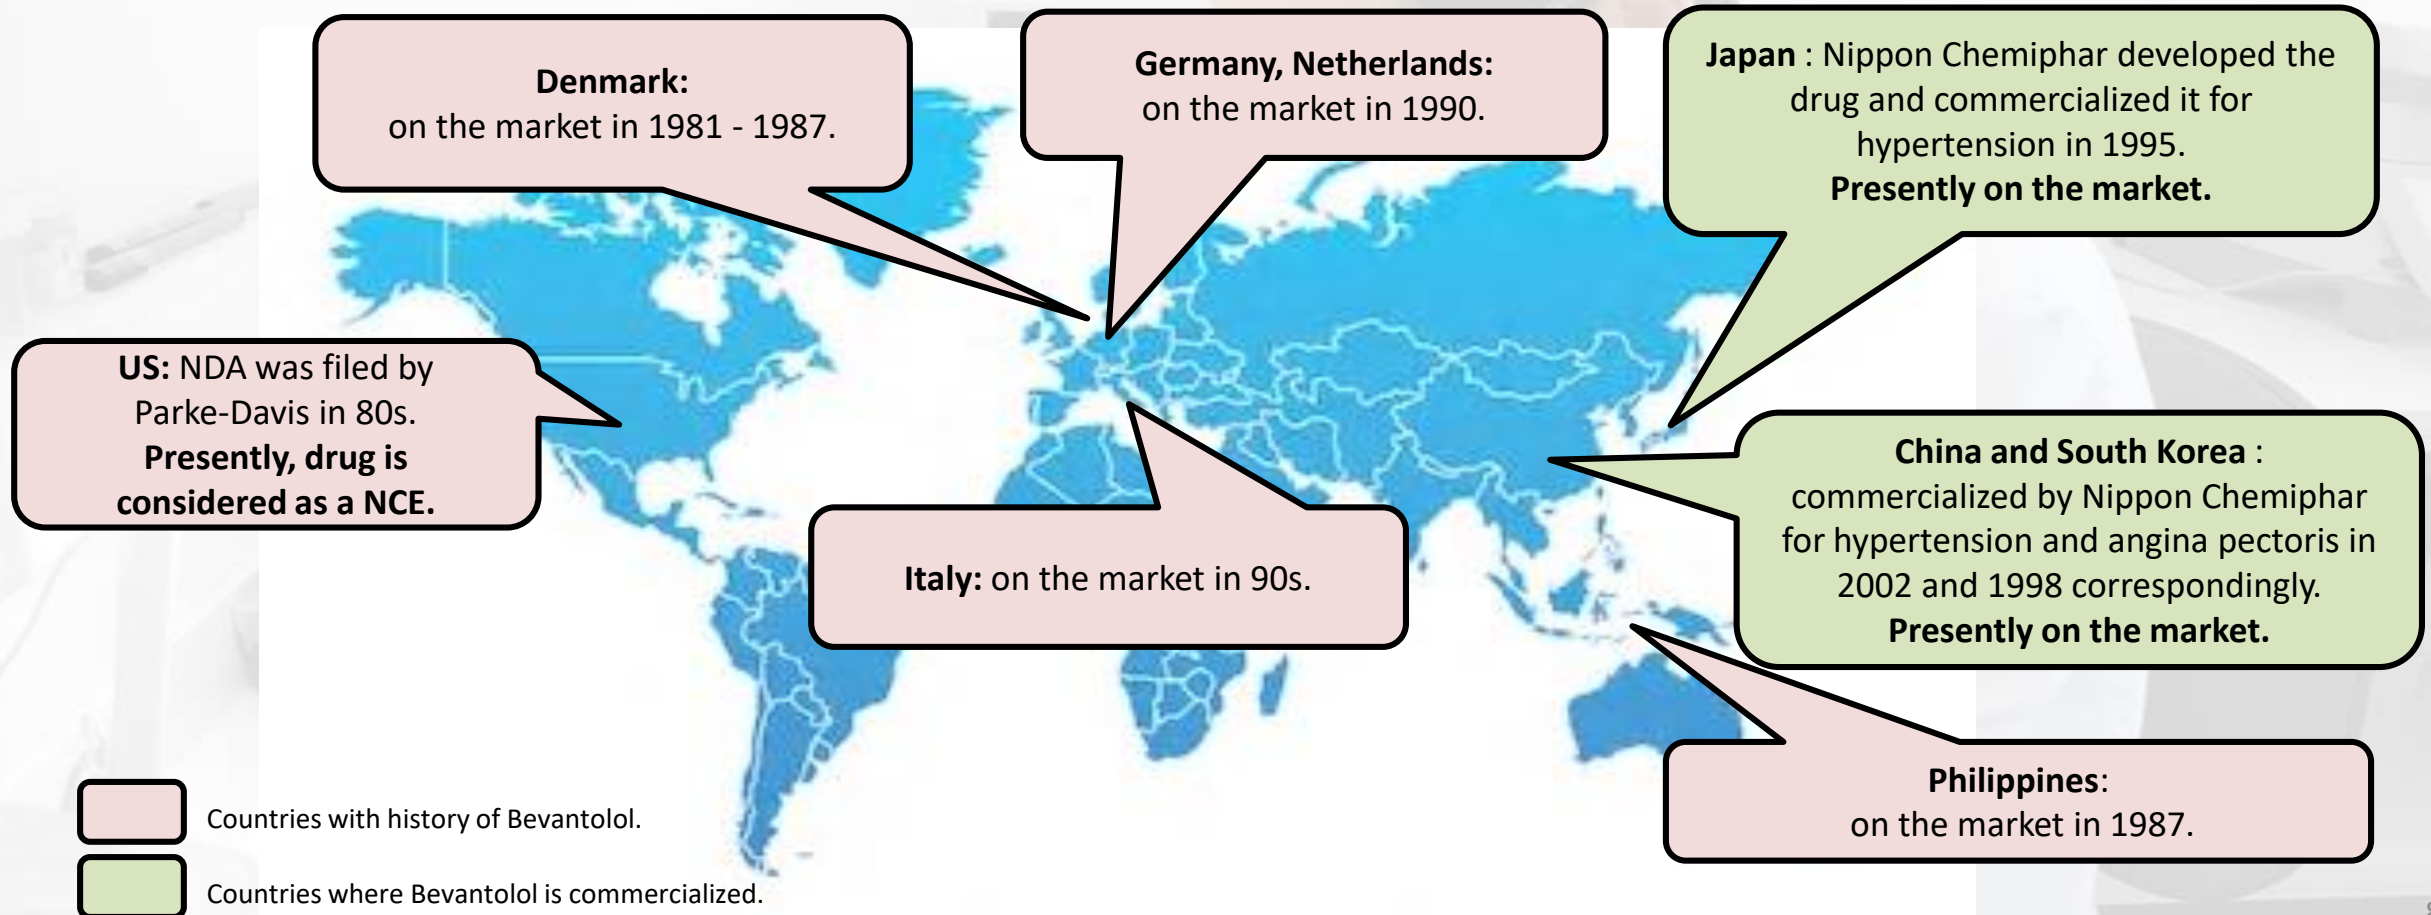 Denmark:
on the market in 1981 - 1987.
Germany, Netherlands:
on the market in 1990.
Japan : Nippon Chemiphar developed the
drug and commercialized it for
hypertension in 1995.
Presently on the market.
US: NDA was filed by
Parke-Davis in 80s.
Presently, drug is
considered as a NCE.
China and South Korea :
commercialized by Nippon Chemiphar
for hypertension and angina pectoris in
2002 and 1998 correspondingly.
Presently on the market.
Italy: on the market in 90s.
Philippines:
on the market in 1987.
Countries with history of Bevantolol.
Countries where Bevantolol is commercialized.